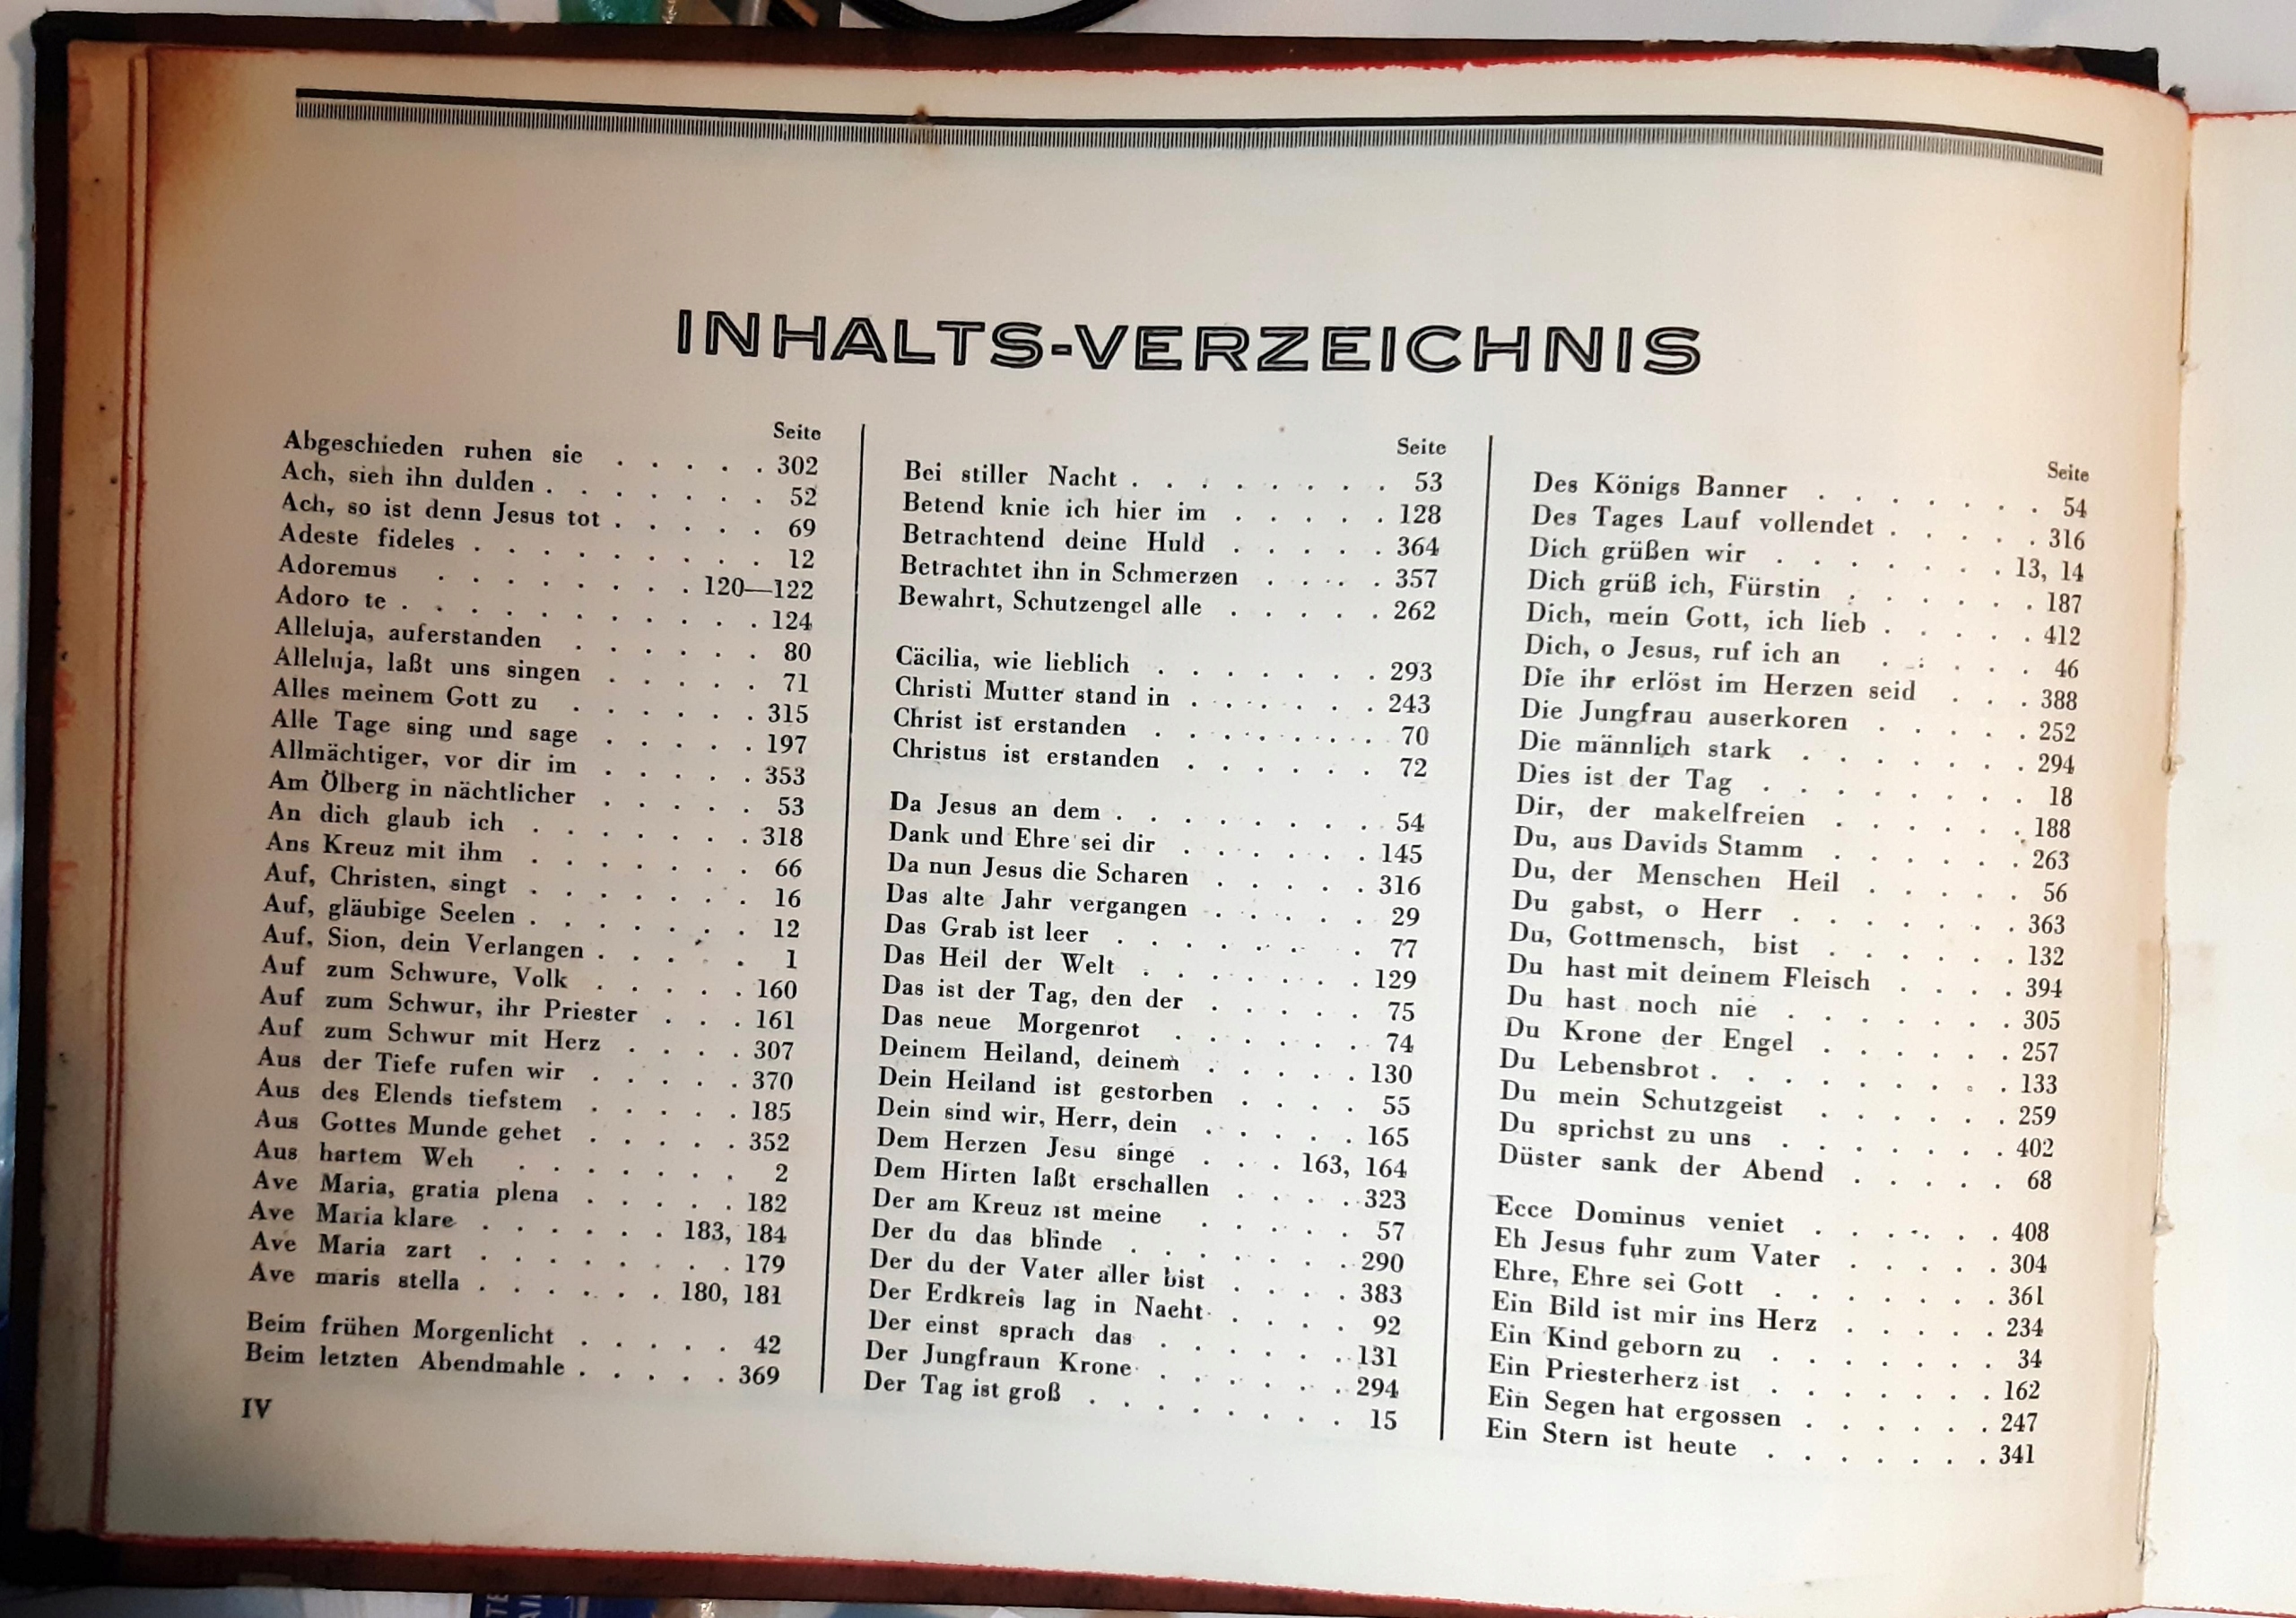 INHALTS-VERZEICHNIS
Seite
Abgeschieden ruhen sie . . . . . 302
Ach, sieh ihn dulden . . . . . . . 52
Ach, so ist denn Jesus tot . . . . . 69
Adeste fideles . . . . . . . . . 12
Adoremus . . . . . . . . 120—122
Adoro te . . . . . . . . . . 124
Alleluja, auferstanden . . . . . . 80
Alleluja, laßt uns singen . . . . . 71
Alles meinem Gott zu . . . . . . 315
Alle Tage sing und sage . . . . . 197
Allmächtiger, vor dir im . . . . . 353
Am Ölberg in nächtlicher . . . . . 53
An dich glaub ich . . . . . . . 318
Ans Kreuz mit ihm . . . . . . . 66
Auf, Christen, singt . . . . . . . 16
Auf, gläubige Seelen . . . . . . . 12
Auf, Sion, dein Verlangen . . . . . 1
Auf zum Schwure, Volk . . . . . 160
Auf zum Schwur, ihr Priester . . . 161
Auf zum Schwur mit Herz . . . . 307
Aus der Tiefe rufen wir . . . . . 370
Aus des Elends tiefstem . . . . . 185
Aus Gottes Munde gehet . . . . . 352
Aus hartem Weh . . . . . . . 2
Ave Maria, gratia plena . . . . . 182
Ave Maria klare . . . . . . 183, 184
Ave Maria zart . . . . . . . . 179
Ave maris stella . . . . . . 180, 181
Beim frühen Morgenlicht . . . . . 42
Beim letzten Abendmahle . . . . . 369
IV
Seite
Bei stiller Nacht . . . . . . . . 53
Betend knie ich hier im . . . . . 128
Betrachtend deine Huld . . . . . 364
Betrachtet ihn in Schmerzen . . . . 357
Bewahrt, Schutzengel alle . . . . . 262
Cäcilia, wie lieblich . . . . . . . 293
Christi Mutter stand in . . . . . . 243
Christ ist erstanden . . . . . . . 70
Christus ist erstanden . . . . . . 72
Da Jesus an dem . . . . . . . . 54
Dank und Ehre sei dir . . . . . . 145
Da nun Jesus die Scharen . . . . . 316
Das alte Jahr vergangen . . . . . 29
Das Grab ist leer . . . . . . . 77
Das Heil der Welt . . . . . . . 129
Das ist der Tag, den der . . . . . 75
Das neue Morgenrot . . . . . . 74
Deinem Heiland, deinem . . . . . 130
Dein Heiland ist gestorben . . . . 55
Dein sind wir, Herr, dein . . . . . 165
Dem Herzen Jesu singe . . . 163, 164
Dem Hirten laßt erschallen . . . . 323
Der am Kreuz ist meine . . . . . 57
Der du das blinde . . . . . . . 290
Der du der Vater aller bist . . . . 383
Der Erdkreis lag in Nacht . . . . . 92
Der einst sprach das . . . . . . 131
Der Jungfraun Krone . . . . . . 294
Der Tag ist groß . . . . . . . . 15
Seite
Des Königs Banner . . . . . . . 54
Des Tages Lauf vollendet . . . . . 316
Dich grüßen wir . . . . . . . 13, 14
Dich grüß ich, Fürstin . . . . . . 187
Dich, mein Gott, ich lieb . . . . . 412
Dich, o Jesus, ruf ich an . . . . . 46
Die ihr erlöst im Herzen seid . . . 388
Die Jungfrau auserkoren . . . . . 252
Die männlich stark . . . . . . . 294
Dies ist der Tag . . . . . . . . 18
Dir, der makelfreien . . . . . . 188
Du, aus Davids Stamm . . . . . . 263
Du, der Menschen Heil . . . . . 56
Du gabst, o Herr . . . . . . . 363
Du, Gottmensch, bist . . . . . . 132
Du hast mit deinem Fleisch . . . . 394
Du hast noch nie . . . . . . . 305
Du Krone der Engel . . . . . . 257
Du Lebensbrot . . . . . . . . . 133
Du mein Schutzgeist . . . . . . 259
Du sprichst zu uns . . . . . . . 402
Düster sank der Abend . . . . . 68
Ecce Dominus veniet . . . . . . 408
Eh Jesus fuhr zum Vater . . . . . 304
Ehre, Ehre sei Gott . . . . . . . 361
Ein Bild ist mir ins Herz . . . . . 234
Ein Kind geborn zu . . . . . . . 34
Ein Priesterherz ist . . . . . . . 162
Ein Segen hat ergossen . . . . . . 247
Ein Stern ist heute . . . . . . . 341